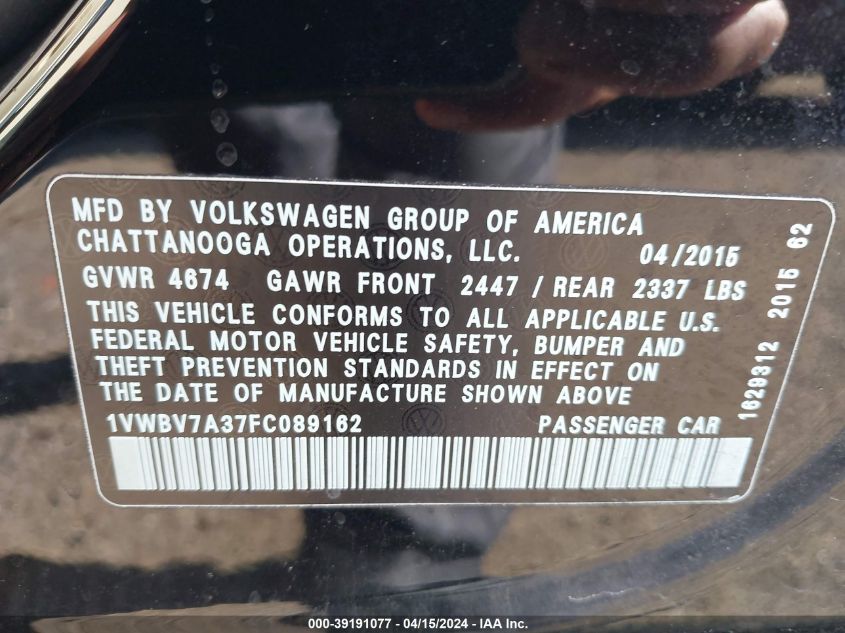 MFD BY VOLKSWAGEN GROUP OF AMERICA
CHATTANOOGA OPERATIONS, LLC. 04/2015
GVWR 4674 GAWR FRONT 2447 / REAR 2337 LBS
THIS VEHICLE CONFORMS TO ALL APPLICABLE U.S.
FEDERAL MOTOR VEHICLE SAFETY, BUMPER AND
THEFT PREVENTION STANDARDS IN EFFECT ON
THE DATE OF MANUFACTURE SHOWN ABOVE
1VWBV7A37FC089162 PASSENGER CAR
1629312 2015 62
000-39191077 - 04/15/2024 - IAA Inc.